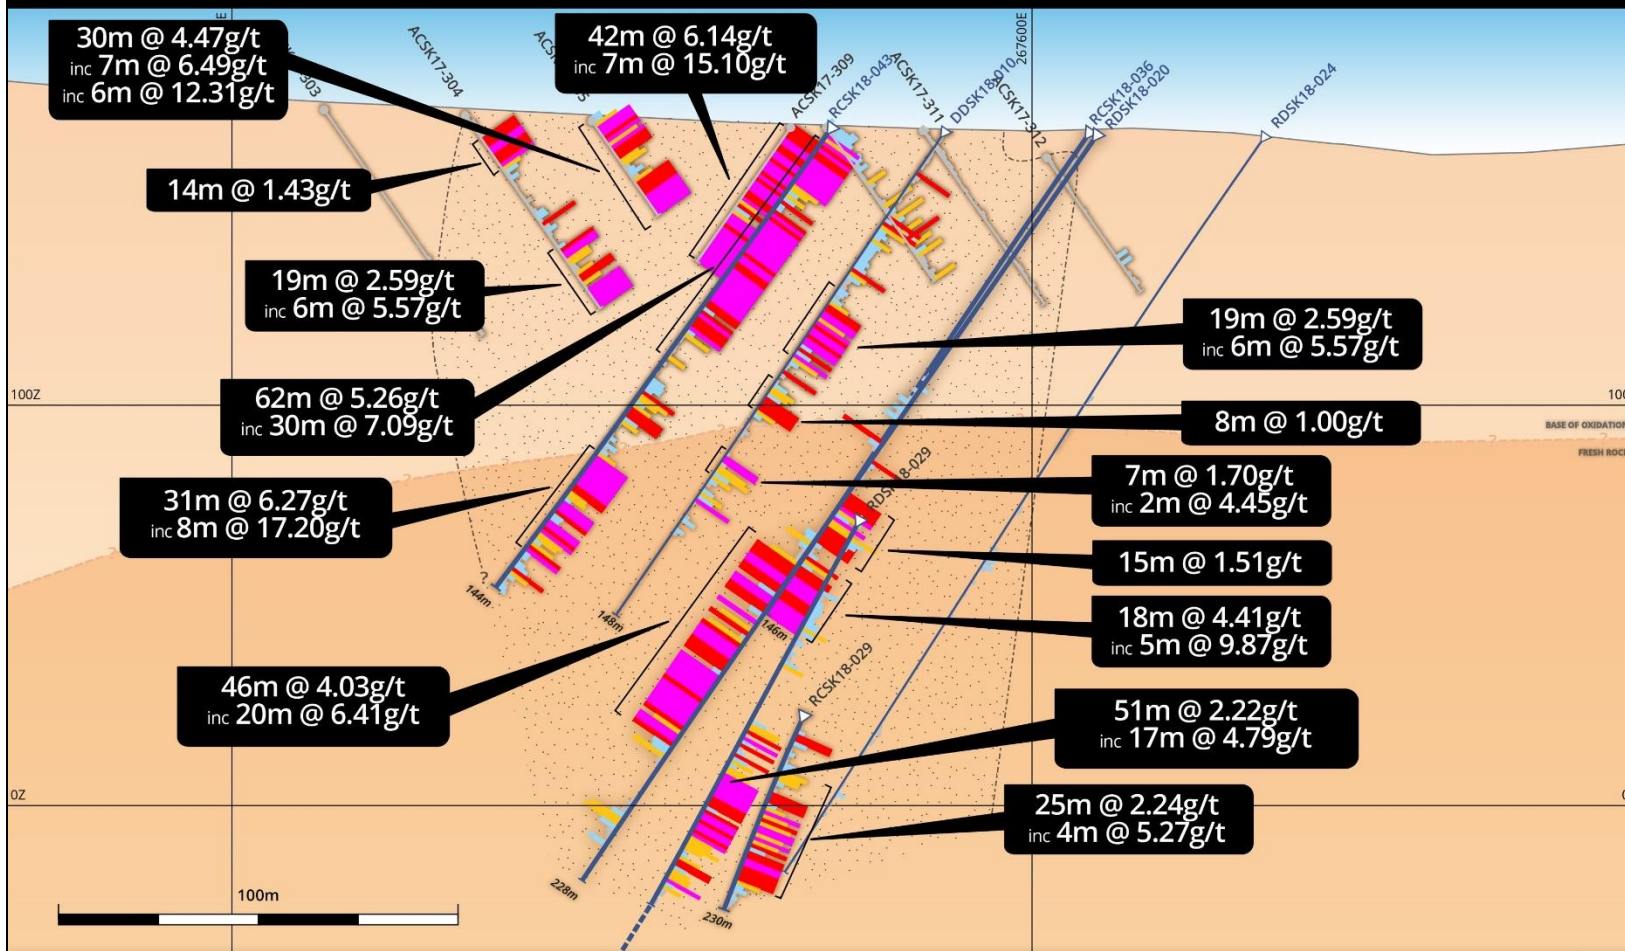 30m @ 4.47g/t
inc 7m @ 6.49g/t
inc 6m @ 12.31g/t
42m @ 6.14g/t
inc 7m @ 15.10g/t
303
ACSK17-304
ACSK17-309
RCSK18-043
ACSK17-311
DDSK18-010
ACSK17-312
267600E
RCSK18-036
RDSK18-020
RDSK18-024
14m @ 1.43g/t
19m @ 2.59g/t
inc 6m @ 5.57g/t
19m @ 2.59g/t
inc 6m @ 5.57g/t
100Z
62m @ 5.26g/t
inc 30m @ 7.09g/t
8m @ 1.00g/t
BASE OF OXIDATION
FRESH ROCK
31m @ 6.27g/t
inc 8m @ 17.20g/t
RDSK18-029
7m @ 1.70g/t
inc 2m @ 4.45g/t
15m @ 1.51g/t
144m
148m
146m
18m @ 4.41g/t
inc 5m @ 9.87g/t
46m @ 4.03g/t
inc 20m @ 6.41g/t
RCSK18-029
51m @ 2.22g/t
inc 17m @ 4.79g/t
0Z
25m @ 2.24g/t
inc 4m @ 5.27g/t
228m
230m
100m